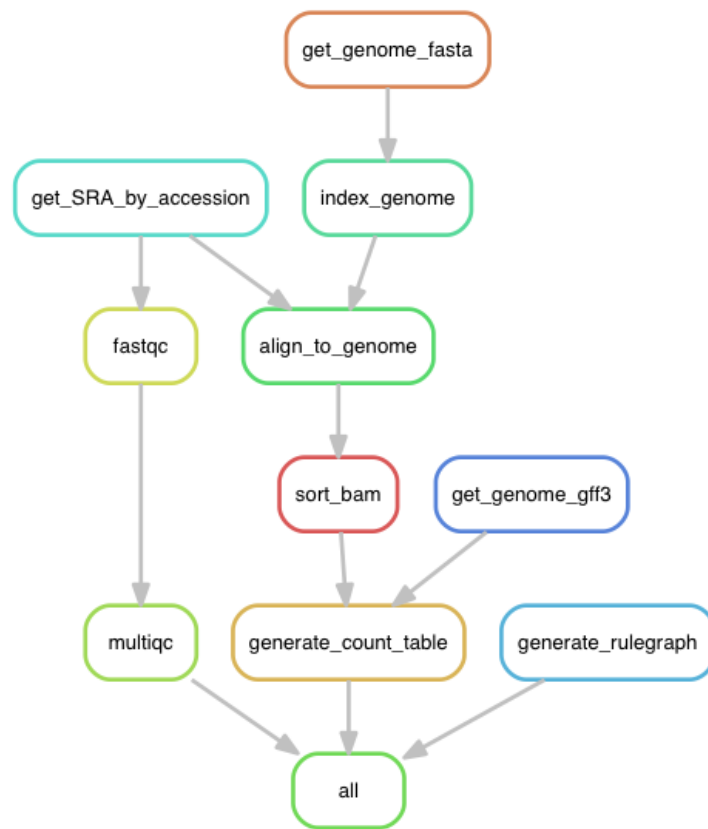 get_genome_fasta
get_SRA_by_accession
index_genome
fastqc
align_to_genome
sort_bam
get_genome_gff3
multiqc
generate_count_table
generate_rulegraph
all